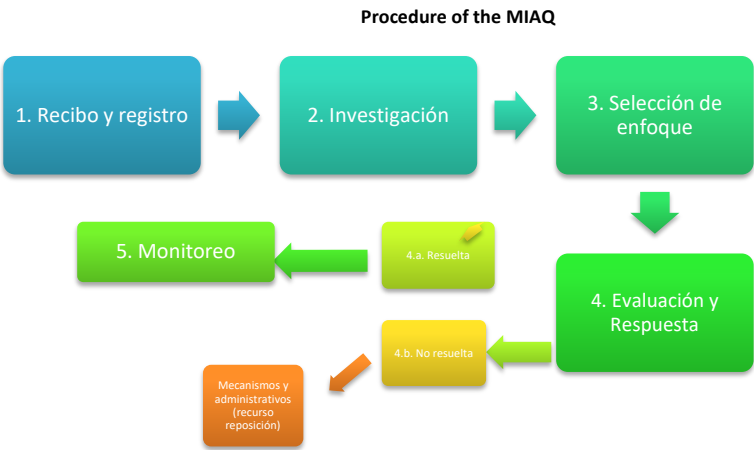 Procedure of the MIAQ
1. Recibo y registro
2. Investigación
3. Selección de
enfoque
4. Evaluación y
Respuesta
4.a. Resuelta
5. Monitoreo
4.b. No resuelta
Mecanismos y
administrativos
(recurso
reposición)